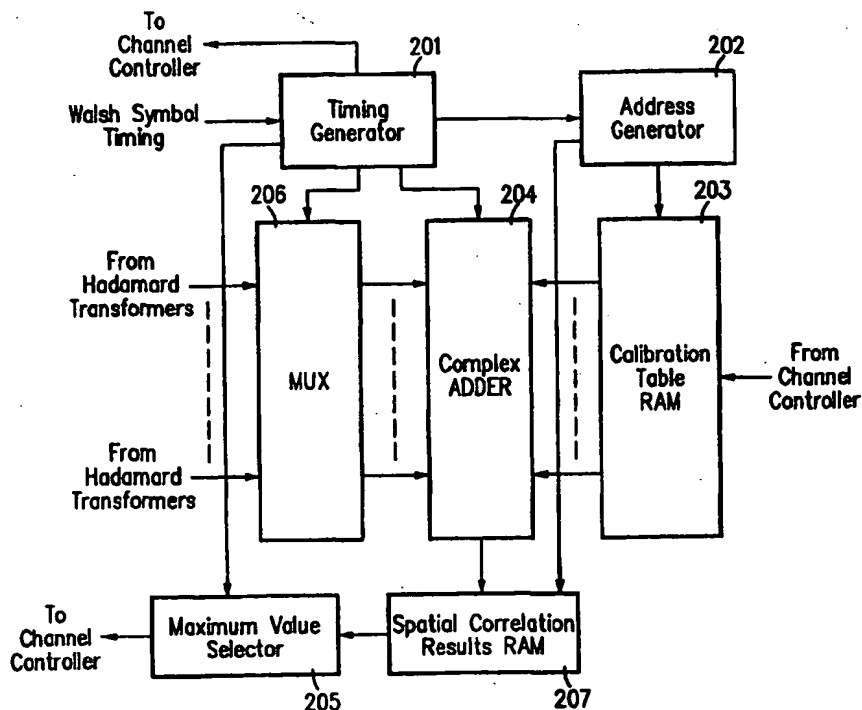 To
Channel
Controller
201
202
Walsh Symbol
Timing
Timing
Generator
Address
Generator
206
204
203
From
Hadamard
Transformers
MUX
Complex
ADDER
Calibration
Table
RAM
From
Channel
Controller
From
Hadamard
Transformers
To
Channel
Controller
Maximum Value
Selector
Spatial Correlation
Results RAM
205
207